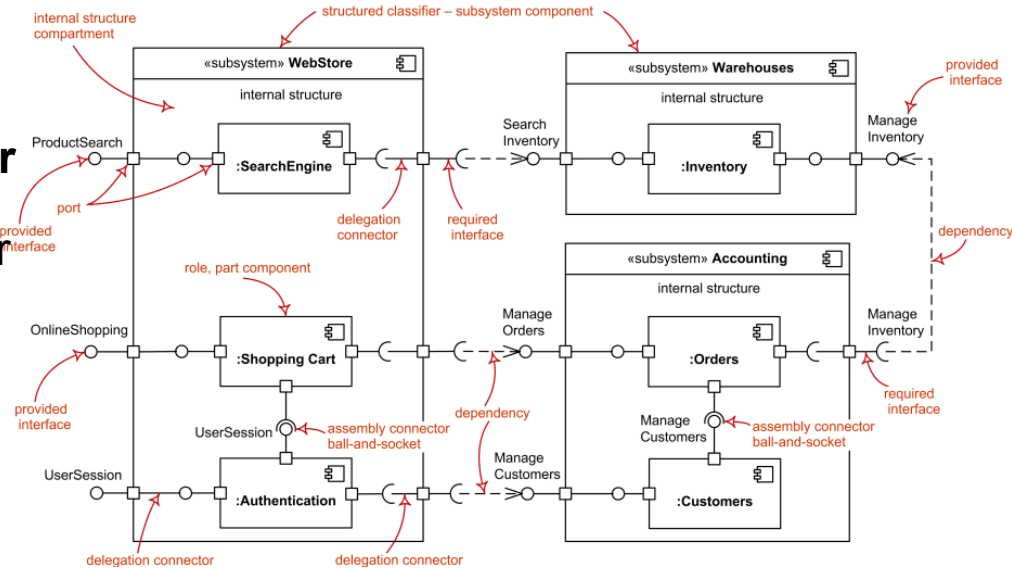 structured classifier – subsystem component
internal structure
compartment
«subsystem» WebStore
internal structure
«subsystem» Warehouses
internal structure
provided
interface
ProductSearch
:SearchEngine
Search
Inventory
:Inventory
Manage
Inventory
r
port
provided
interface
r
delegation
connector
required
interface
dependency
role, part component
«subsystem» Accounting
internal structure
OnlineShopping
:Shopping Cart
Manage
Orders
:Orders
Manage
Inventory
provided
interface
dependency
required
interface
UserSession
assembly connector
ball-and-socket
Manage
Customers
assembly connector
ball-and-socket
UserSession
:Authentication
Manage
Customers
:Customers
delegation connector
delegation connector